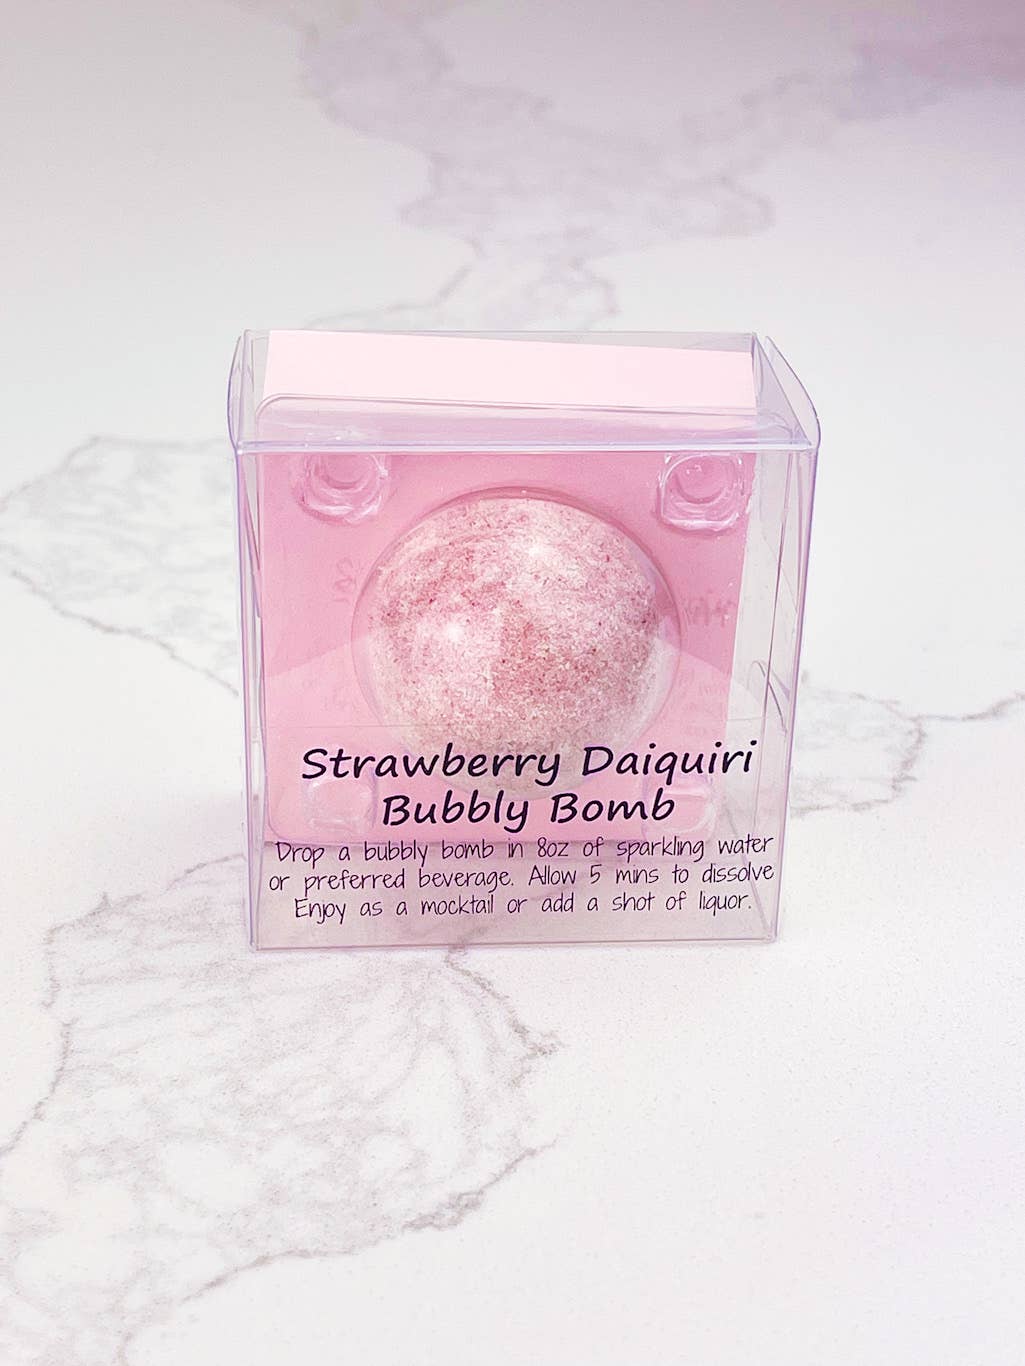 Strawberry Daiquiri
Bubbly Bomb
Drop a bubbly bomb in 8oz of sparkling water
or preferred beverage. Allow 5 mins to dissolve
Enjoy as a mocktail or add a shot of liquor.